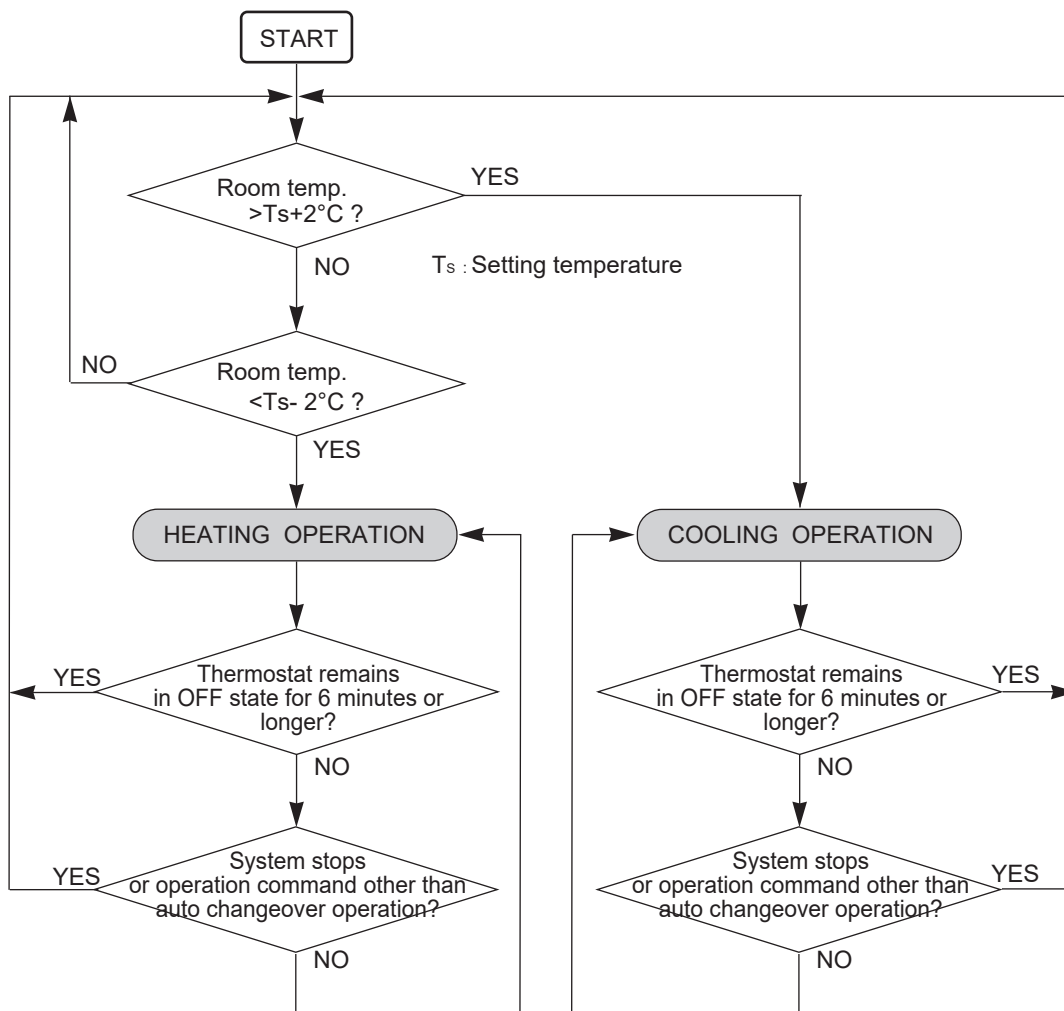 START
Room temp.
>Ts+2°C ?
YES
NO
Ts : Setting temperature
Room temp.
<Ts- 2°C ?
NO
YES
HEATING OPERATION
COOLING OPERATION
Thermostat remains
in OFF state for 6 minutes or
longer?
YES
NO
Thermostat remains
in OFF state for 6 minutes or
longer?
YES
NO
System stops
or operation command other than
auto changeover operation?
YES
NO
System stops
or operation command other than
auto changeover operation?
YES
NO